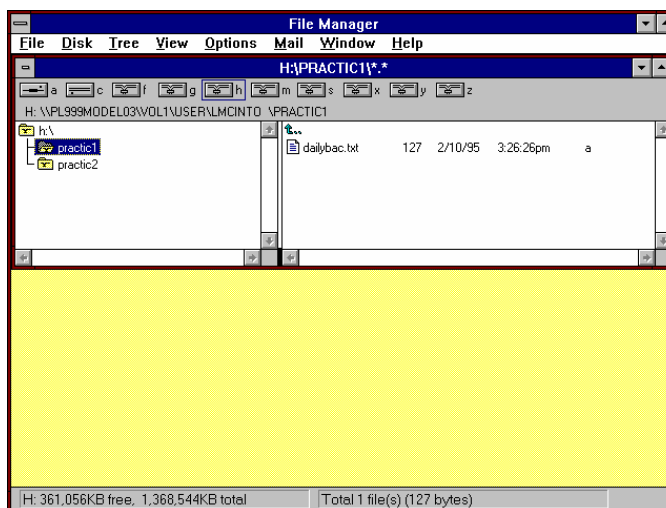 File Manager
File Disk Tree View Options Mail Window Help
H:\PRACTIC1\*.*
a c f g h m s x y z
H: \\PL999MODEL03\VOL1\USER\LMCINTO \PRACTIC1
h:\
practic1
practic2
..
dailybac.txt 127 2/10/95 3:26:26pm a
H: 361,056KB free, 1,368,544KB total Total 1 file(s) (127 bytes)